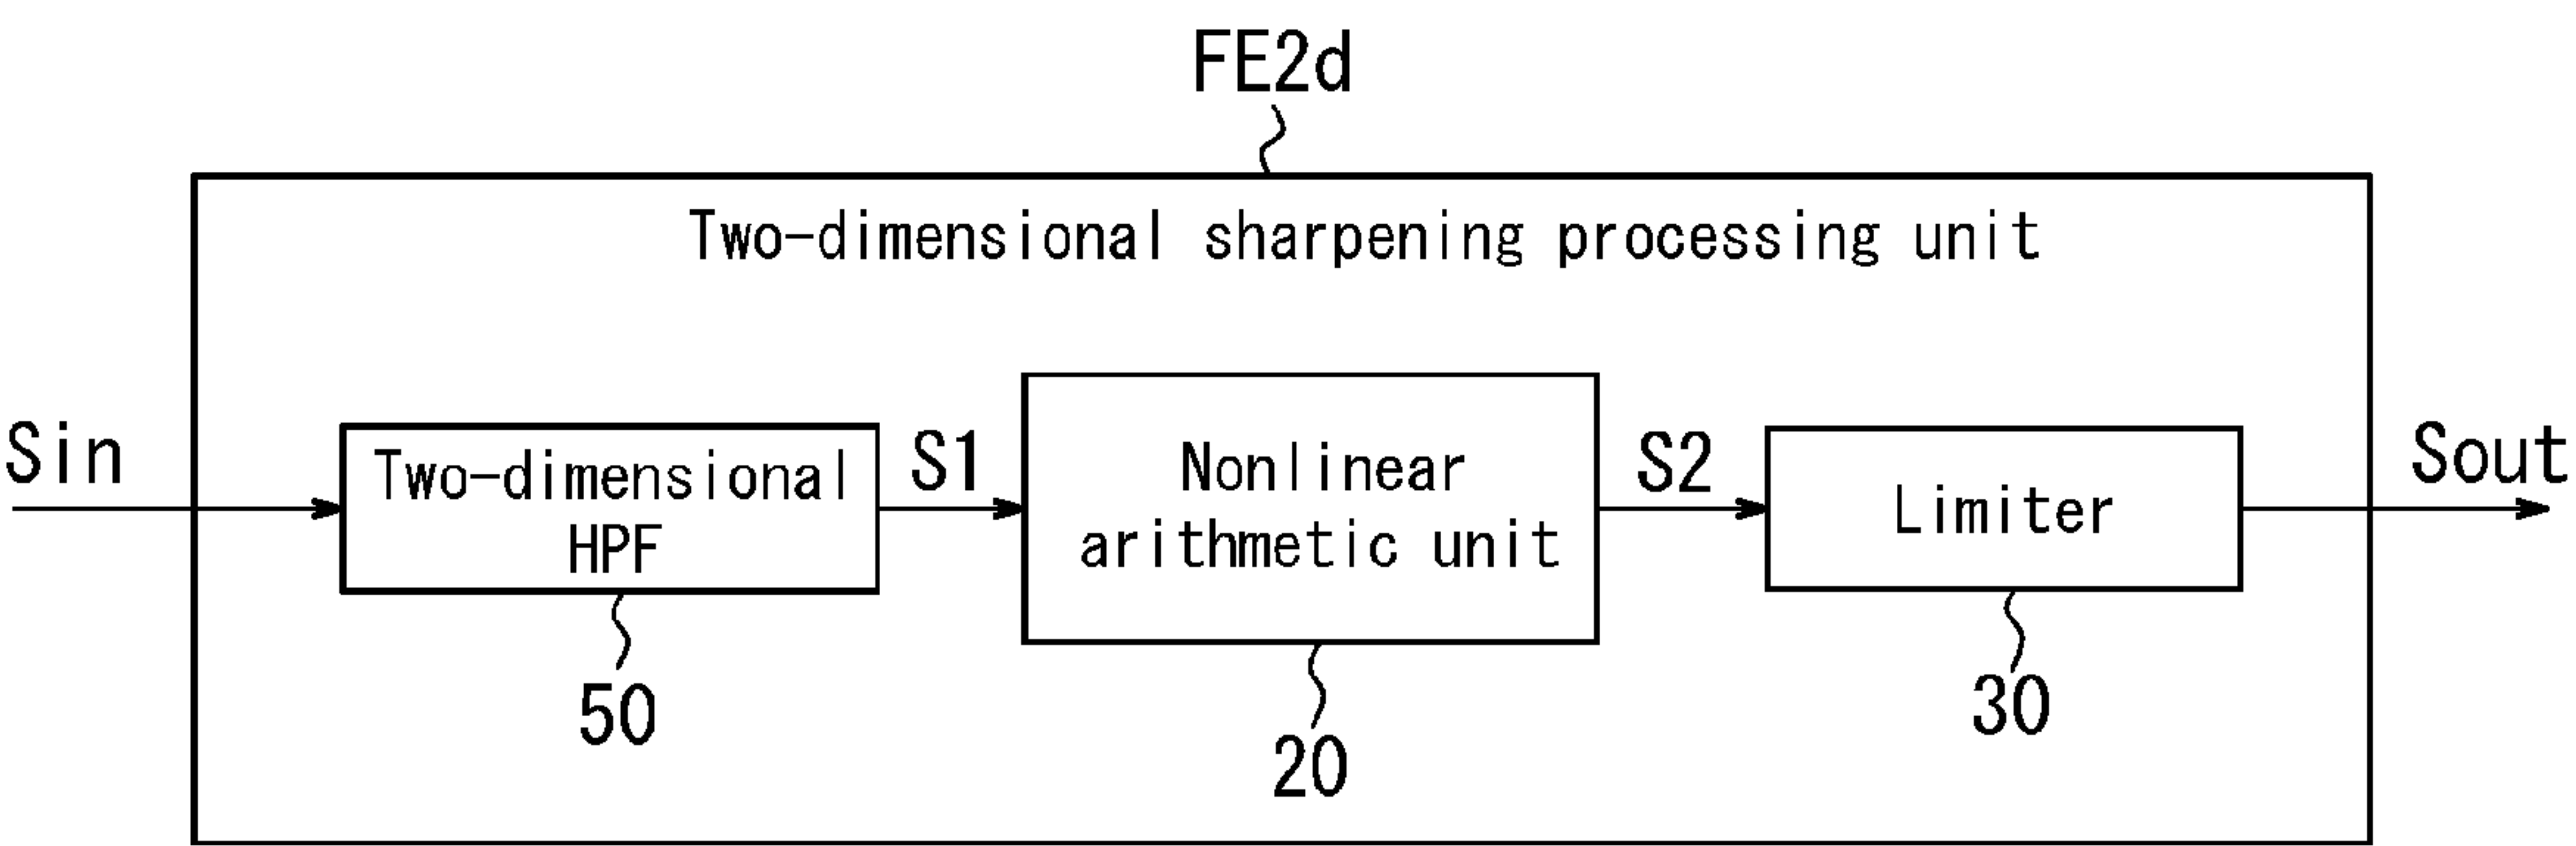 FE2d
Two-dimensional sharpening processing unit
Sin
Two-dimensional
HPF
S1
Nonlinear
arithmetic unit
S2
Limiter
Sout
50
20
30